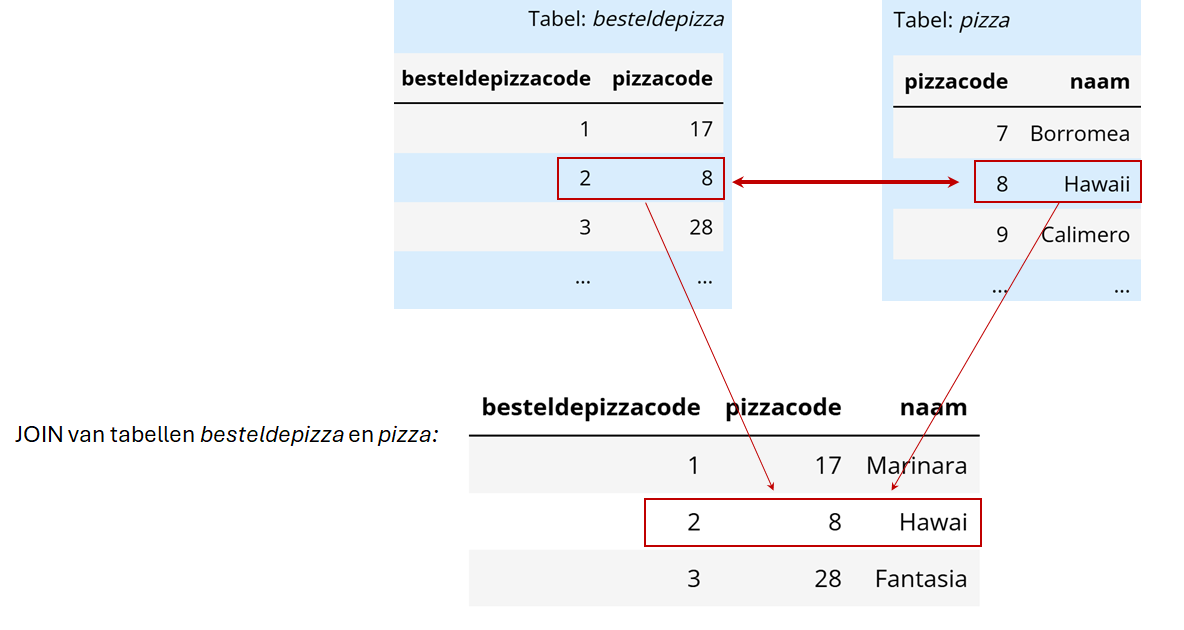 Tabel: besteldepizza
besteldepizzacode pizzacode
1 17
2 8
3 28
... ...
Tabel: pizza
pizzacode naam
7 Borromea
8 Hawaii
9 Calimero
... ...
JOIN van tabellen besteldepizza en pizza:
besteldepizzacode pizzacode naam
1 17 Marinara
2 8 Hawai
3 28 Fantasia